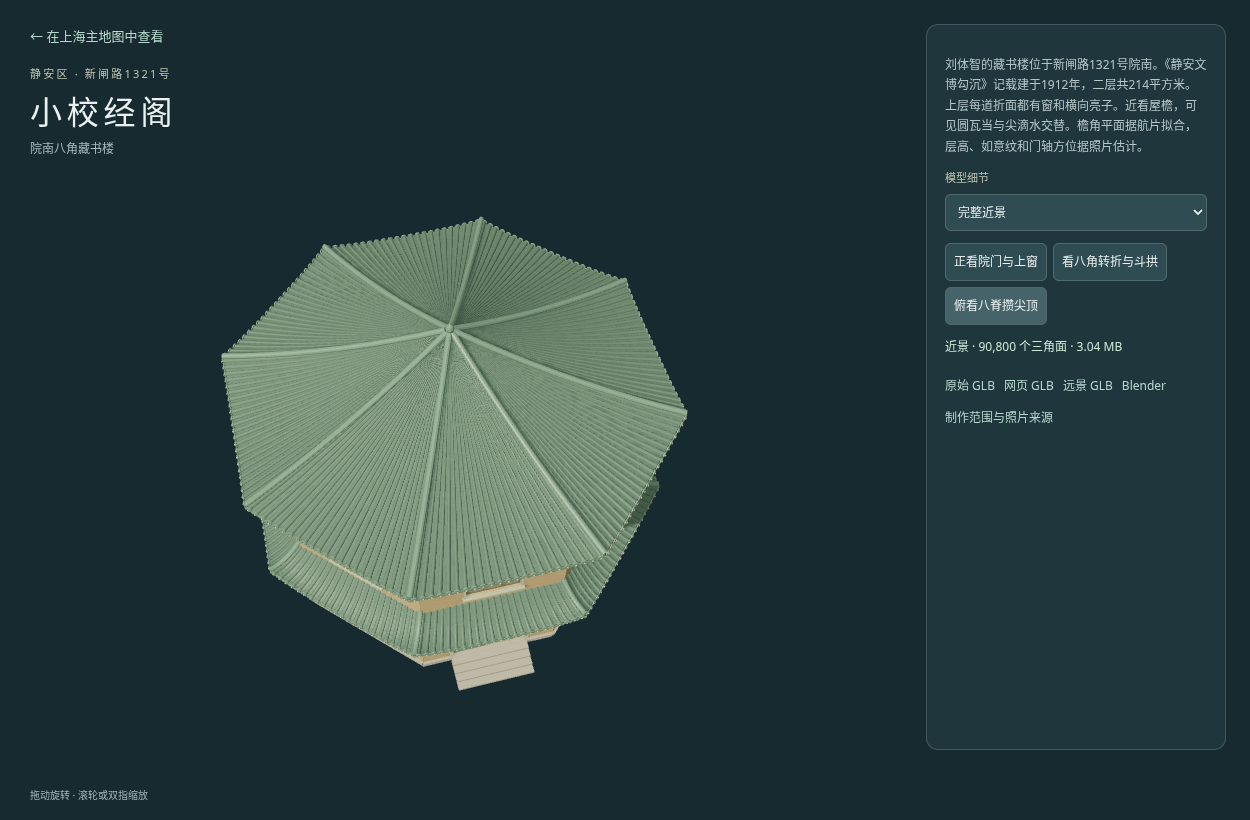 ← 在上海主地图中查看
静安区 · 新闸路1321号
小校经阁
院南八角藏书楼
刘体智的藏书楼位于新闸路1321号院南。《静安文
博勾沉》记载建于1912年，二层共214平方米。
上层每道折面都有窗和横向亮子。近看屋檐，可
见圆瓦当与尖滴水交替。檐角平面据航片拟合，
层高、如意纹和门轴方位据照片估计。
模型细节
完整近景
正看院门与上窗 看八角转折与斗拱
俯看八脊攒尖顶
近景 · 90,800 个三角面 · 3.04 MB
原始 GLB 网页 GLB 远景 GLB Blender
制作范围与照片来源
拖动旋转 · 滚轮或双指缩放